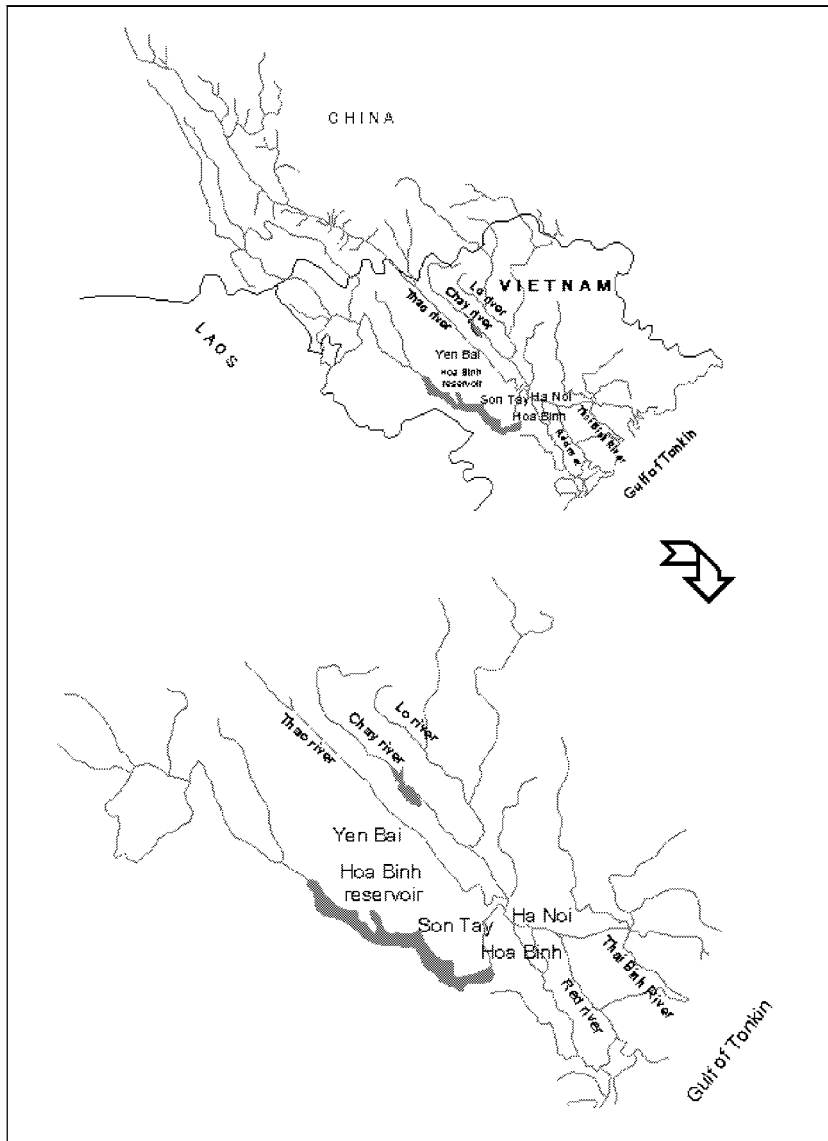 CHINA
VIETNAM
LAOS
Lo river
Chay river
Thao river
Yen Bai
Hoa Binh
reservoir
Son Tay
Ha Noi
Hoa Binh
Red river
Thai Binh River
Gulf of Tonkin
Lo river
Chay river
Thao river
Yen Bai
Hoa Binh
reservoir
Son Tay
Ha Noi
Hoa Binh
Red river
Thai Binh River
Gulf of Tonkin